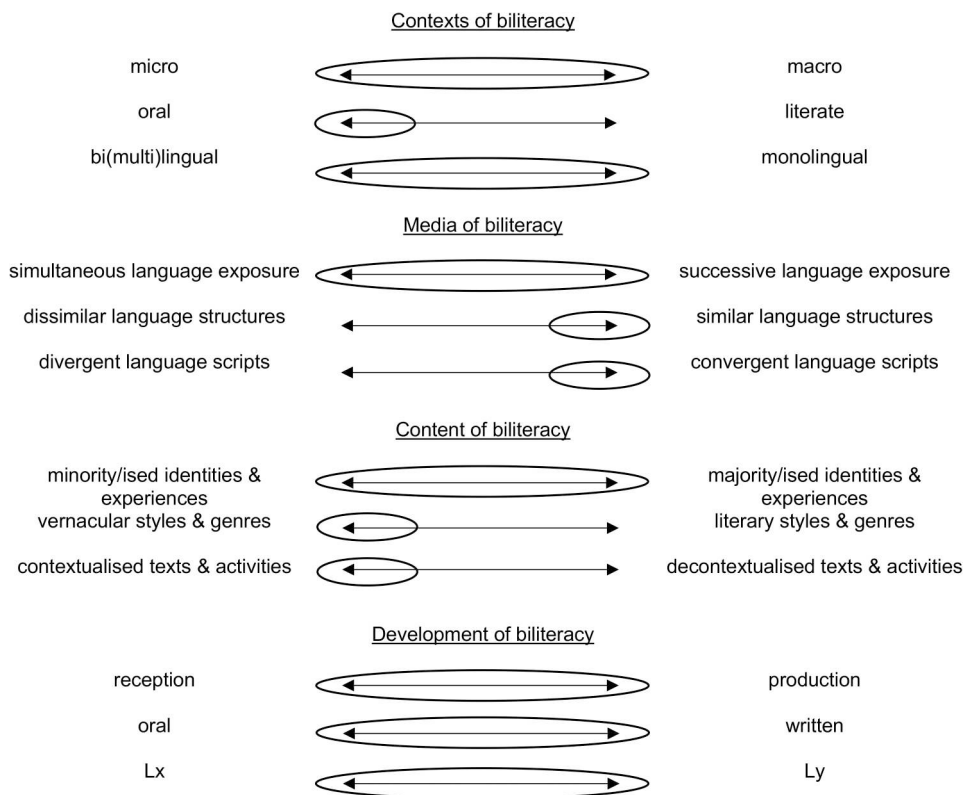 Contexts of biliteracy
micro macro
oral literate
bi(multi)lingual monolingual
Media of biliteracy
simultaneous language exposure successive language exposure
dissimilar language structures similar language structures
divergent language scripts convergent language scripts
Content of biliteracy
minority/ised identities & majority/ised identities &
experiences experiences
vernacular styles & genres literary styles & genres
contextualised texts & activities decontextualised texts & activities
Development of biliteracy
reception production
oral written
Lx Ly